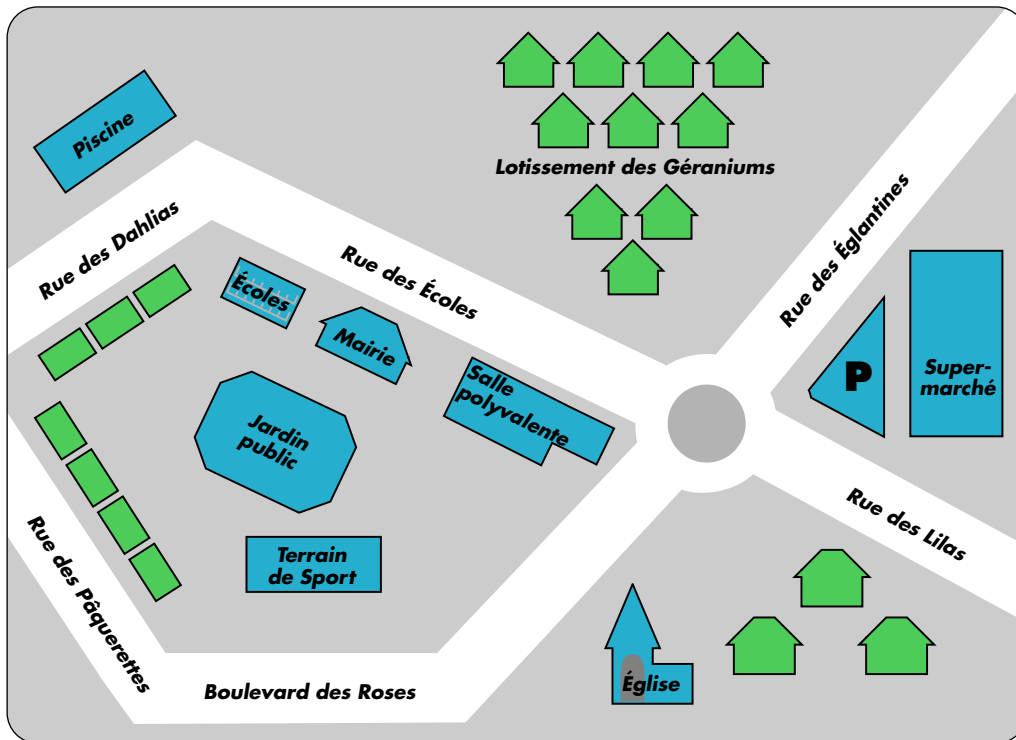 Piscine
Lotissement des Géraniums
Rue des Dahlias
Rue des Écoles
Rue des Églantines
Écoles
Mairie
Salle
polyvalente
P
Super-
marché
Jardin
public
Rue des Lilas
Rue des Pâquerettes
Terrain
de Sport
Boulevard des Roses
Église